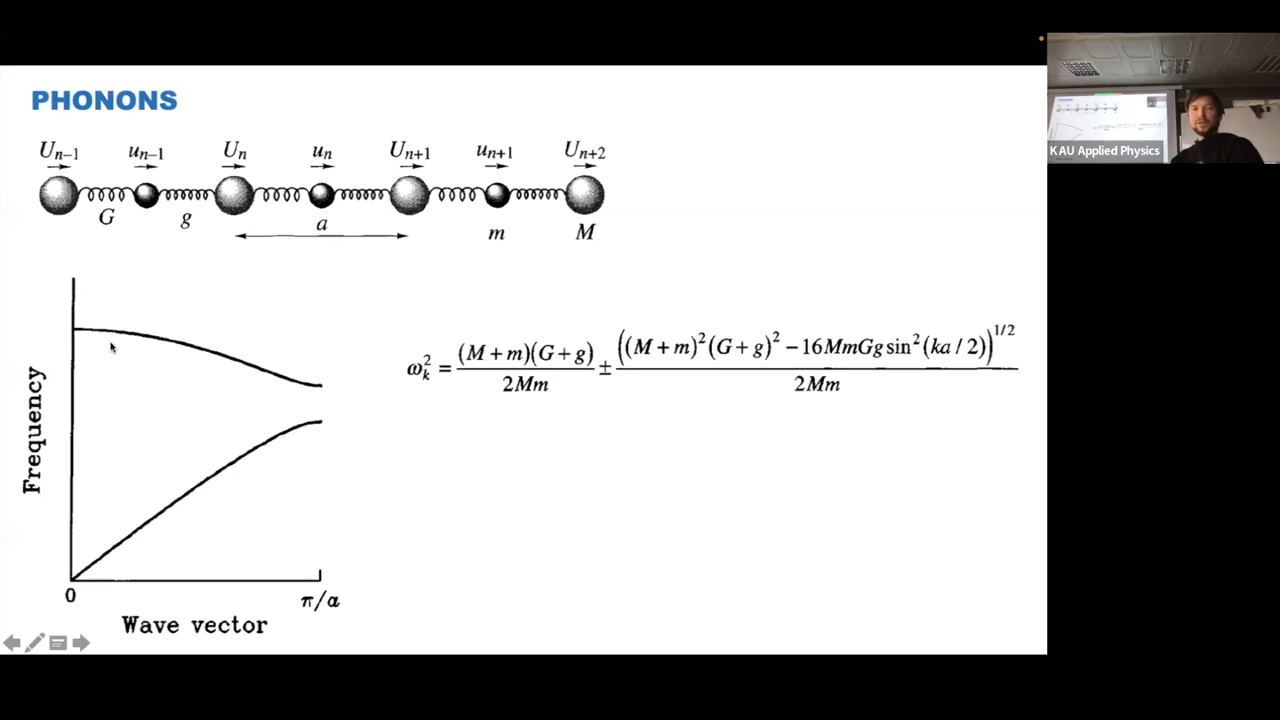 PHONONS
U_{n-1} u_{n-1} U_n u_n U_{n+1} u_{n+1} U_{n+2}
G g a m M
Frequency
0 π/a
Wave vector
ω_k^2 = (M+m)(G+g) / 2Mm ± ((M+m)^2 (G+g)^2 − 16MmGg sin^2 (ka/2))^{1/2} / 2Mm
KAU Applied Physics